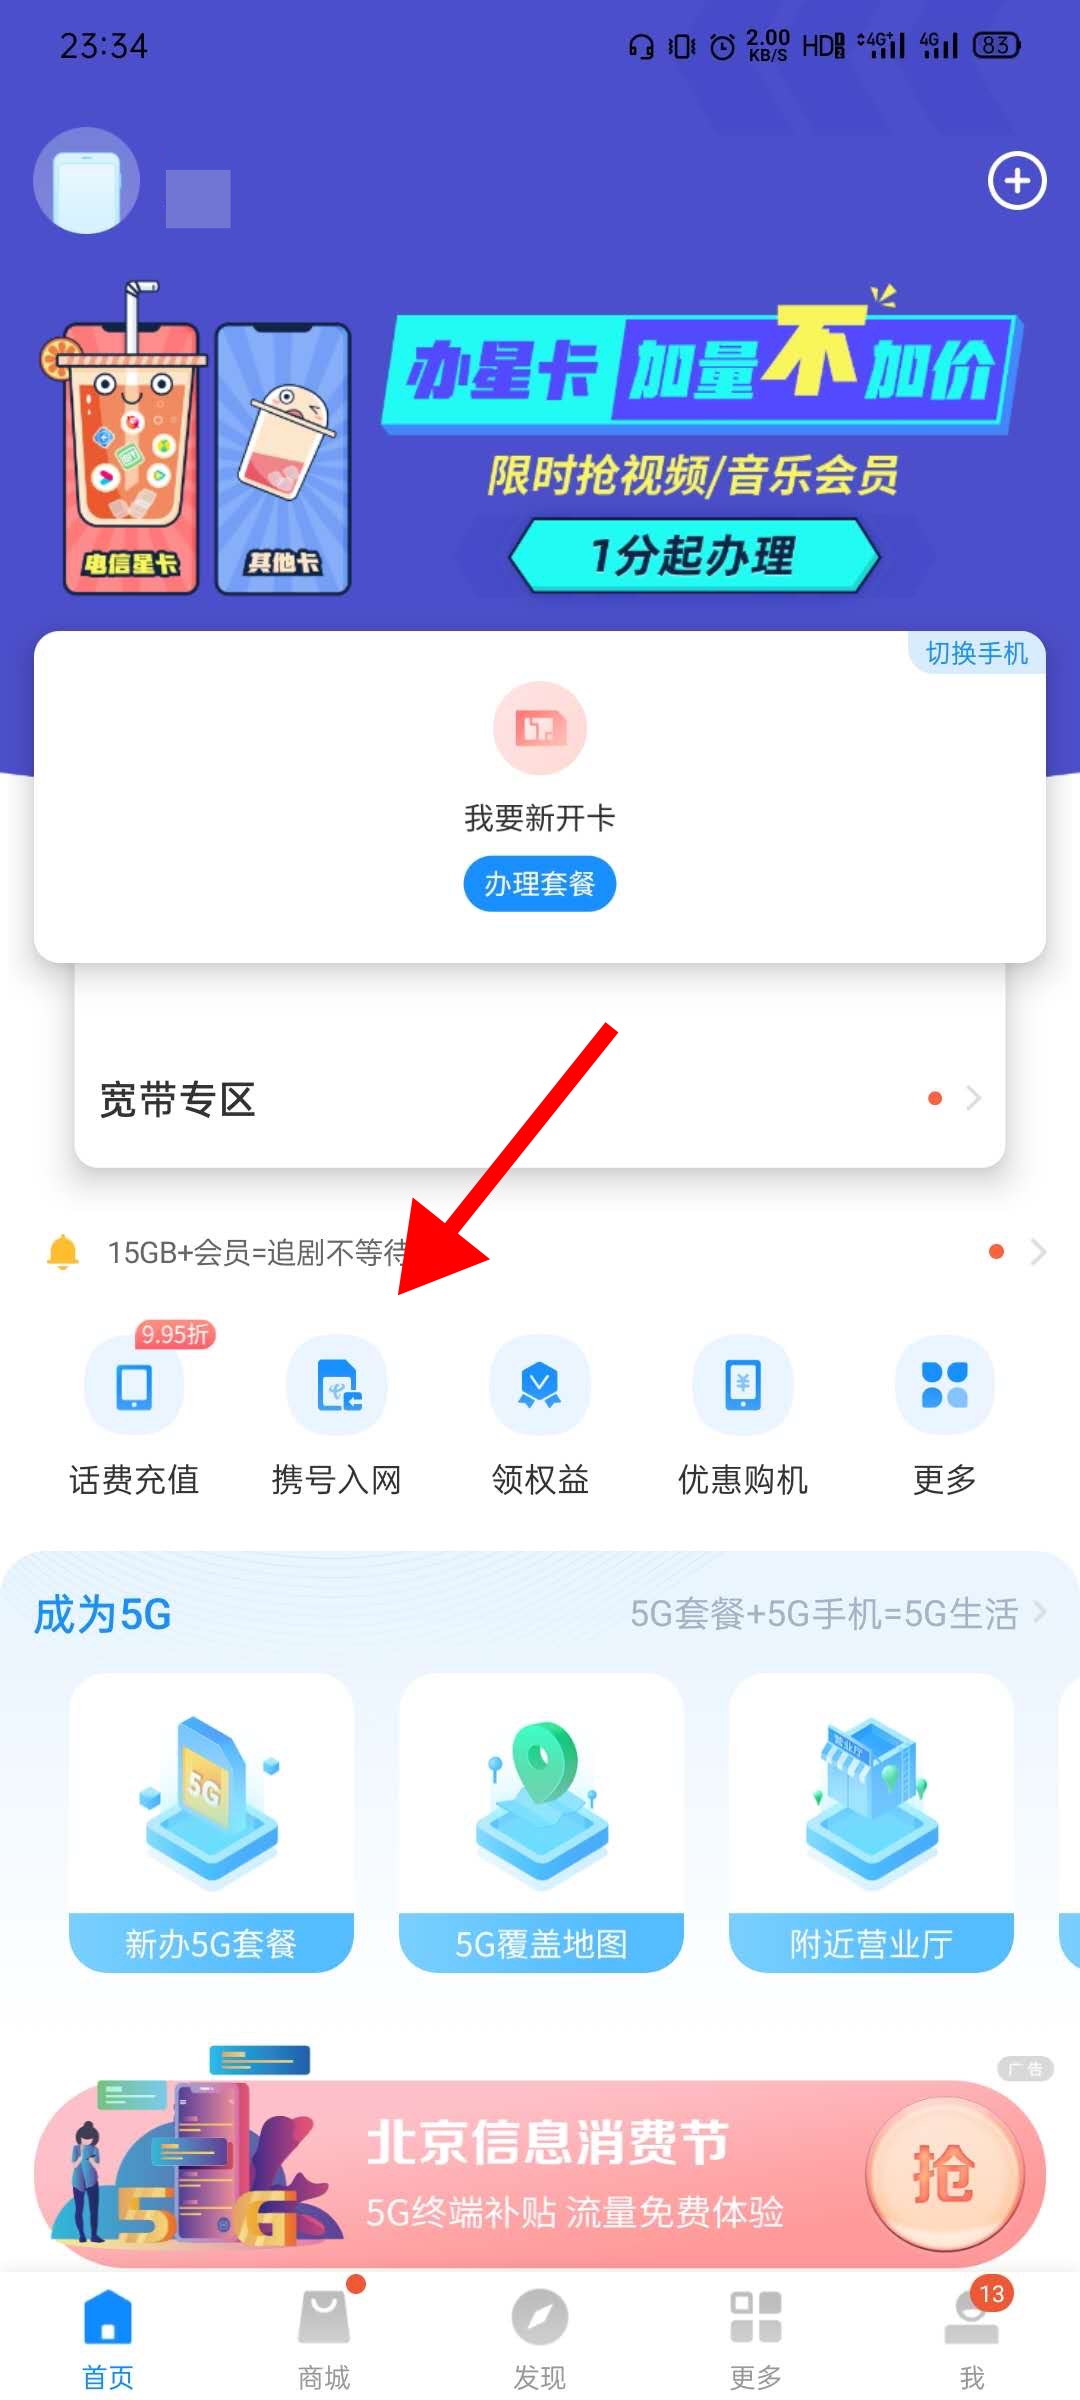 23:34
2.00
KB/S
HD
4G+
4G
83
办星卡 加量不加价
限时抢视频/音乐会员
1分起办理
电信星卡
其他卡
切换手机
我要新开卡
办理套餐
宽带专区
15GB+会员=追剧不等待
9.95折
话费充值
携号入网
领权益
优惠购机
更多
成为5G
5G套餐+5G手机=5G生活
5G
营业厅
新办5G套餐
5G覆盖地图
附近营业厅
广告
北京信息消费节
5G终端补贴 流量免费体验
抢
5G
13
首页
商城
发现
更多
我